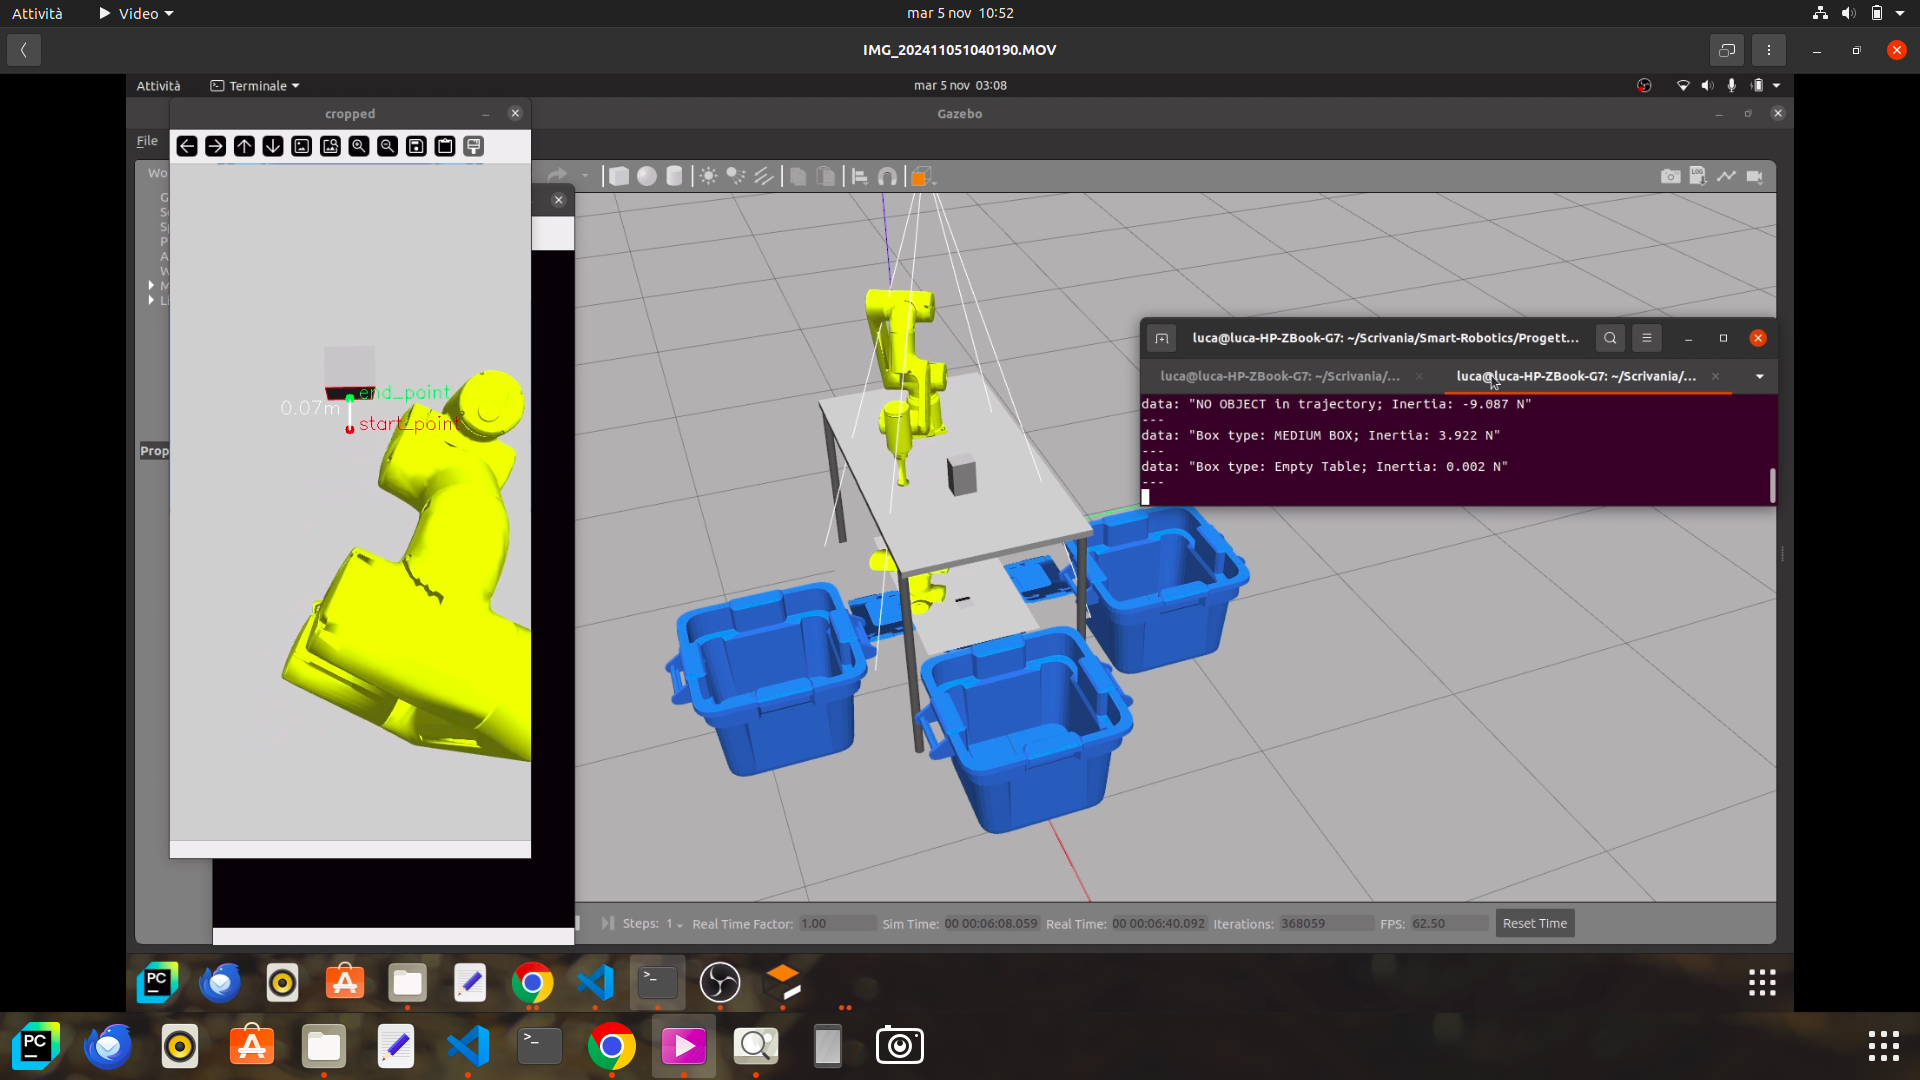 Attività
Video
mar 5 nov 10:52
IMG_202411051040190.MOV
Attività
Terminale
mar 5 nov 03:08
cropped
Gazebo
File
Wo
G
S
Sp
P
A
W
M
Li
Prop
LOG
0.07m
end_point
start_point
luca@luca-HP-ZBook-G7: ~/Scrivania/Smart-Robotics/Progett...
luca@luca-HP-ZBook-G7: ~/Scrivania/...
luca@luca-HP-ZBook-G7: ~/Scrivania/...
data: "NO OBJECT in trajectory; Inertia: -9.087 N"
---
data: "Box type: MEDIUM BOX; Inertia: 3.922 N"
---
data: "Box type: Empty Table; Inertia: 0.002 N"
---
Steps: 1
Real Time Factor: 1.00
Sim Time: 00 00:06:08.059
Real Time: 00 00:06:40.092
Iterations: 368059
FPS: 62.50
Reset Time
PC
>_
PC
>_